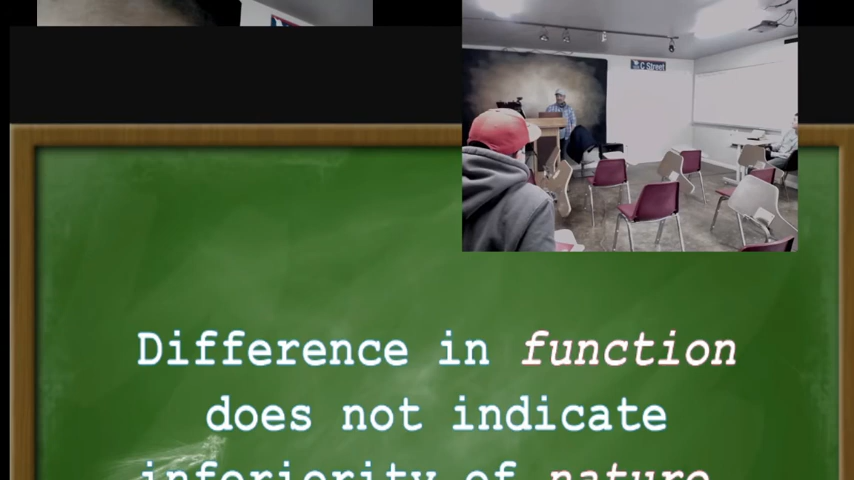 C Street
Difference in function
does not indicate
inferiority of nature